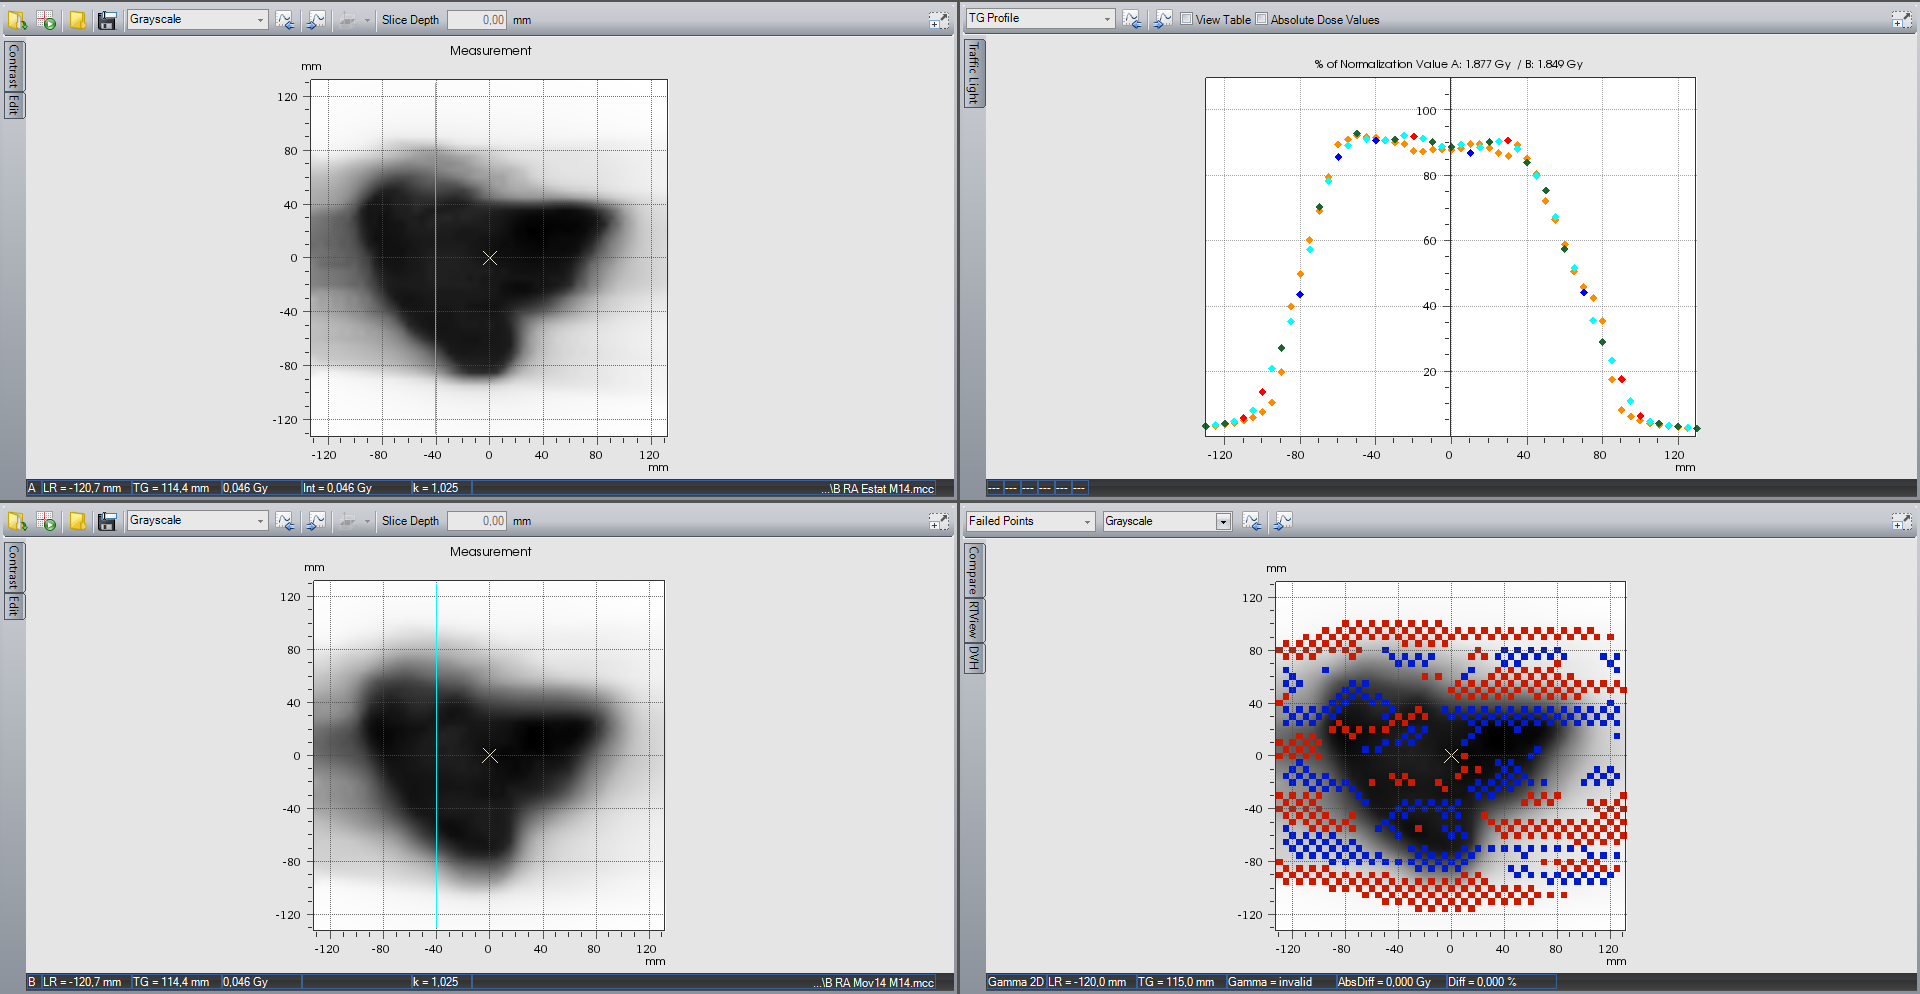 Grayscale
Slice Depth 0,00 mm
Contrast
Edit
Measurement
mm
120
80
40
0
-40
-80
-120
-120 -80 -40 0 40 80 120
mm
A LR = -120,7 mm TG = 114,4 mm 0,046 Gy Int = 0,046 Gy k = 1,025 ...\B RA Estat M14.mcc
TG Profile View Table Absolute Dose Values
Traffic Light
% of Normalization Value A: 1.877 Gy / B: 1.849 Gy
100
80
60
40
20
-120 -80 -40 0 40 80 120
mm
--- --- --- --- --- ---
Grayscale
Slice Depth 0,00 mm
Contrast
Edit
Measurement
mm
120
80
40
0
-40
-80
-120
-120 -80 -40 0 40 80 120
mm
B LR = -120,7 mm TG = 114,4 mm 0,046 Gy k = 1,025 ...\B RA Mov14 M14.mcc
Failed Points Grayscale
Compare
RTView
DVH
mm
120
80
40
0
-40
-80
-120
-120 -80 -40 0 40 80 120
mm
Gamma 2D LR = -120,0 mm TG = 115,0 mm Gamma = invalid AbsDiff = 0,000 Gy Diff = 0,000 %